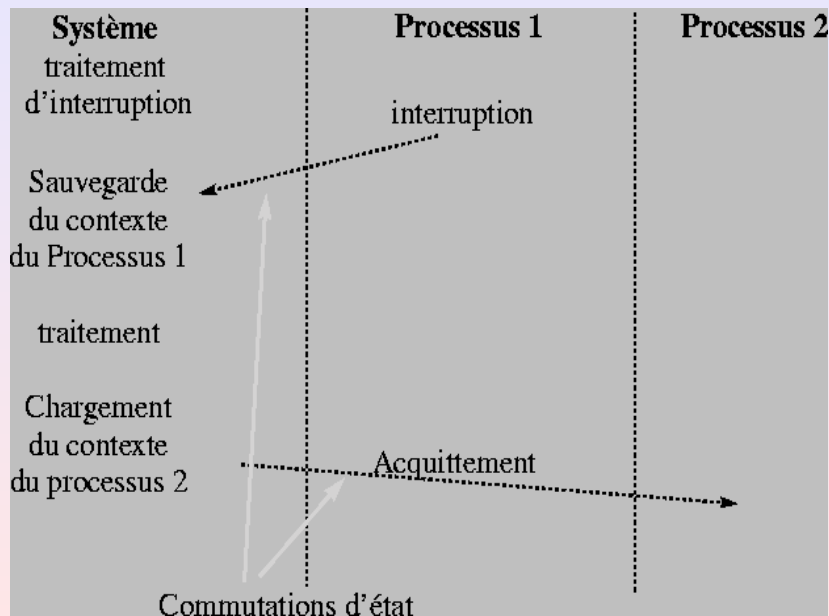 Système
traitement
d'interruption
Processus 1
Processus 2
interruption
Sauvegarde
du contexte
du Processus 1
traitement
Chargement
du contexte
du processus 2
Acquittement
Commutations d'état